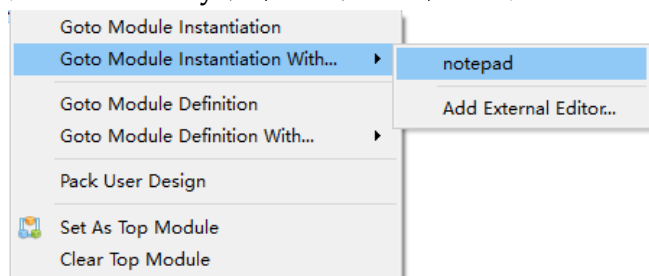 Goto Module Instantiation
Goto Module Instantiation With...
notepad
Add External Editor...
Goto Module Definition
Goto Module Definition With...
Pack User Design
Set As Top Module
Clear Top Module